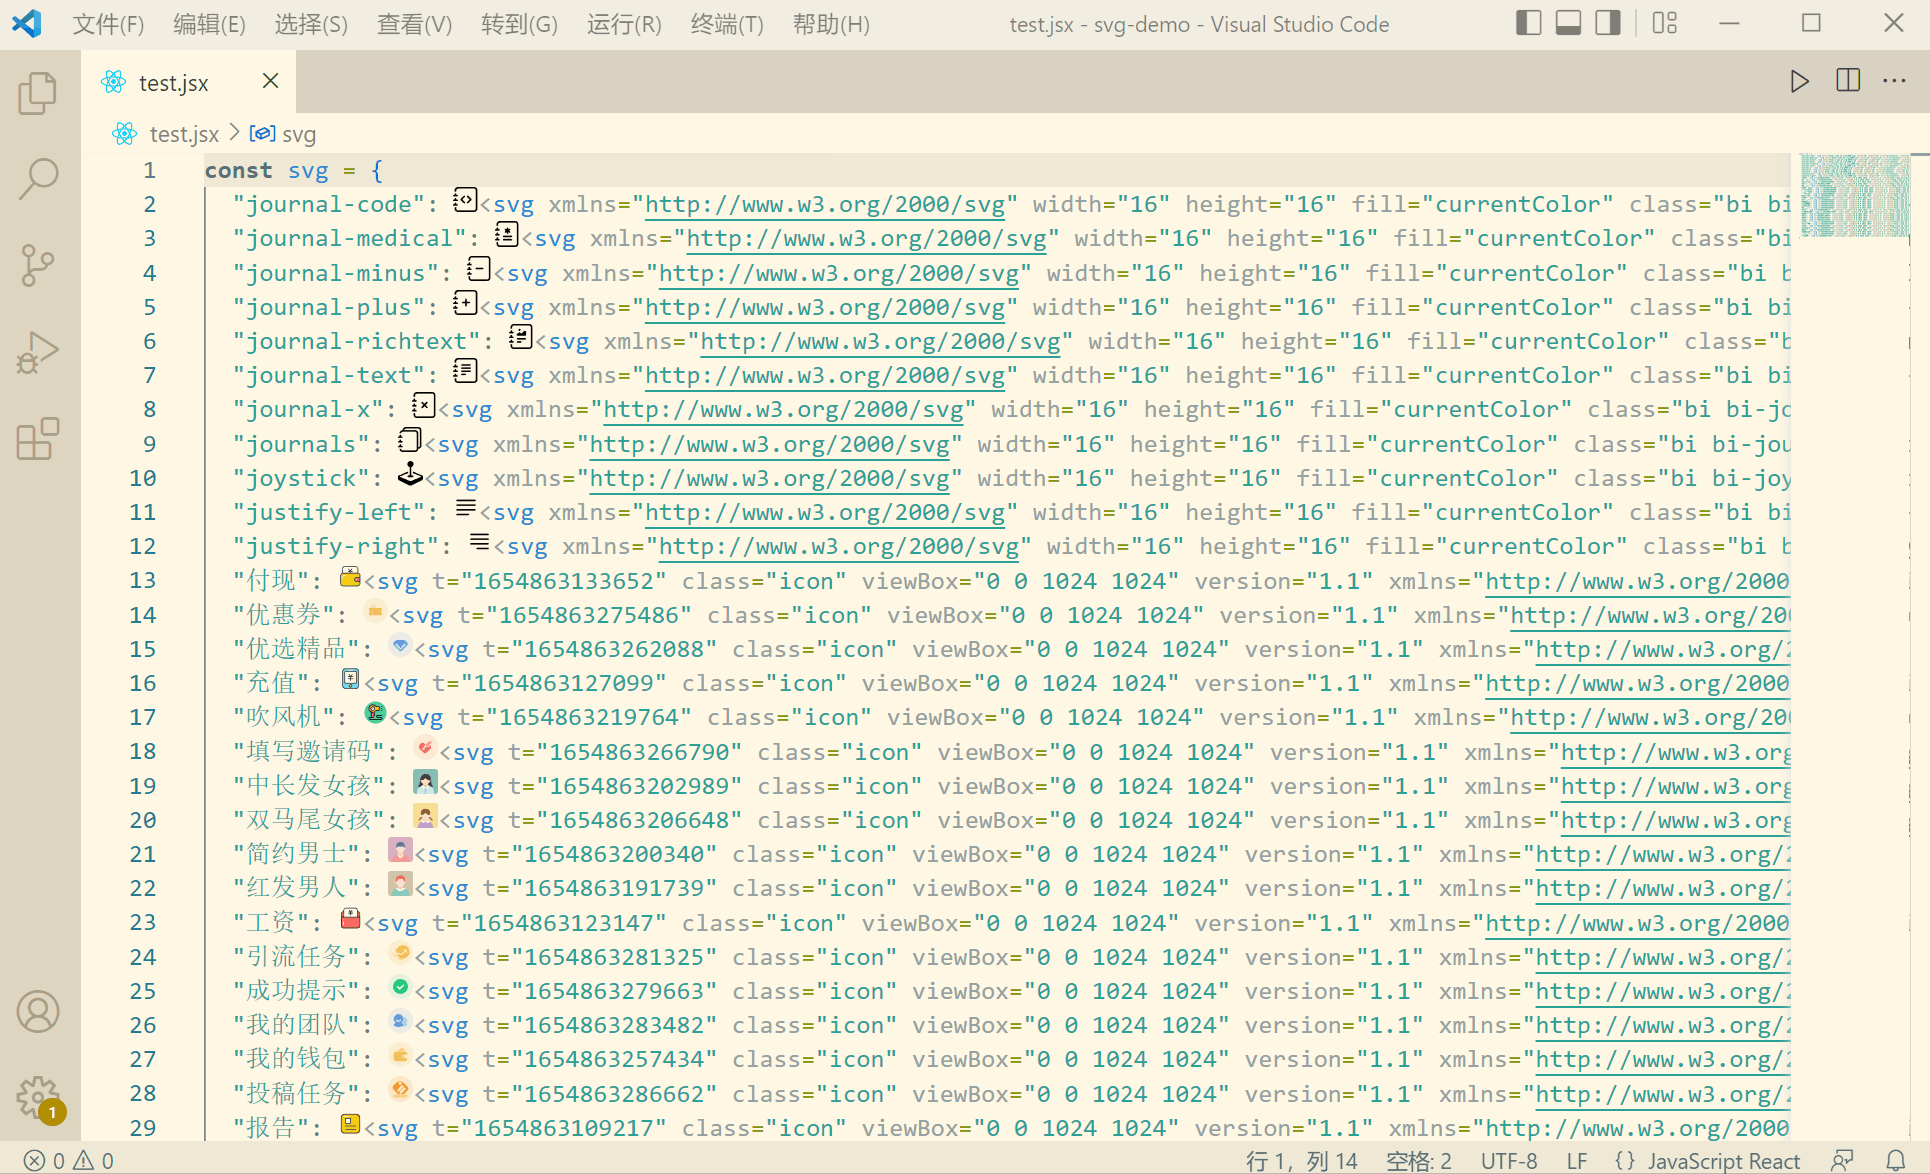 文件(F) 编辑(E) 选择(S) 查看(V) 转到(G) 运行(R) 终端(T) 帮助(H) test.jsx - svg-demo - Visual Studio Code
test.jsx
test.jsx > svg
1 const svg = {
2 "journal-code": <svg xmlns="http://www.w3.org/2000/svg" width="16" height="16" fill="currentColor" class="bi bi
3 "journal-medical": <svg xmlns="http://www.w3.org/2000/svg" width="16" height="16" fill="currentColor" class="bi
4 "journal-minus": <svg xmlns="http://www.w3.org/2000/svg" width="16" height="16" fill="currentColor" class="bi b
5 "journal-plus": <svg xmlns="http://www.w3.org/2000/svg" width="16" height="16" fill="currentColor" class="bi bi
6 "journal-richtext": <svg xmlns="http://www.w3.org/2000/svg" width="16" height="16" fill="currentColor" class="b
7 "journal-text": <svg xmlns="http://www.w3.org/2000/svg" width="16" height="16" fill="currentColor" class="bi bi
8 "journal-x": <svg xmlns="http://www.w3.org/2000/svg" width="16" height="16" fill="currentColor" class="bi bi-jo
9 "journals": <svg xmlns="http://www.w3.org/2000/svg" width="16" height="16" fill="currentColor" class="bi bi-jou
10 "joystick": <svg xmlns="http://www.w3.org/2000/svg" width="16" height="16" fill="currentColor" class="bi bi-joy
11 "justify-left": <svg xmlns="http://www.w3.org/2000/svg" width="16" height="16" fill="currentColor" class="bi bi
12 "justify-right": <svg xmlns="http://www.w3.org/2000/svg" width="16" height="16" fill="currentColor" class="bi b
13 "付现": <svg t="1654863133652" class="icon" viewBox="0 0 1024 1024" version="1.1" xmlns="http://www.w3.org/2000
14 "优惠券": <svg t="1654863275486" class="icon" viewBox="0 0 1024 1024" version="1.1" xmlns="http://www.w3.org/200
15 "优选精品": <svg t="1654863262088" class="icon" viewBox="0 0 1024 1024" version="1.1" xmlns="http://www.w3.org/2
16 "充值": <svg t="1654863127099" class="icon" viewBox="0 0 1024 1024" version="1.1" xmlns="http://www.w3.org/2000
17 "吹风机": <svg t="1654863219764" class="icon" viewBox="0 0 1024 1024" version="1.1" xmlns="http://www.w3.org/200
18 "填写邀请码": <svg t="1654863266790" class="icon" viewBox="0 0 1024 1024" version="1.1" xmlns="http://www.w3.org
19 "中长发女孩": <svg t="1654863202989" class="icon" viewBox="0 0 1024 1024" version="1.1" xmlns="http://www.w3.org
20 "双马尾女孩": <svg t="1654863206648" class="icon" viewBox="0 0 1024 1024" version="1.1" xmlns="http://www.w3.org
21 "简约男士": <svg t="1654863200340" class="icon" viewBox="0 0 1024 1024" version="1.1" xmlns="http://www.w3.org/2
22 "红发男人": <svg t="1654863191739" class="icon" viewBox="0 0 1024 1024" version="1.1" xmlns="http://www.w3.org/2
23 "工资": <svg t="1654863123147" class="icon" viewBox="0 0 1024 1024" version="1.1" xmlns="http://www.w3.org/2000
24 "引流任务": <svg t="1654863281325" class="icon" viewBox="0 0 1024 1024" version="1.1" xmlns="http://www.w3.org/2
25 "成功提示": <svg t="1654863279663" class="icon" viewBox="0 0 1024 1024" version="1.1" xmlns="http://www.w3.org/2
26 "我的团队": <svg t="1654863283482" class="icon" viewBox="0 0 1024 1024" version="1.1" xmlns="http://www.w3.org/2
27 "我的钱包": <svg t="1654863257434" class="icon" viewBox="0 0 1024 1024" version="1.1" xmlns="http://www.w3.org/2
28 "投稿任务": <svg t="1654863286662" class="icon" viewBox="0 0 1024 1024" version="1.1" xmlns="http://www.w3.org/2
29 "报告": <svg t="1654863109217" class="icon" viewBox="0 0 1024 1024" version="1.1" xmlns="http://www.w3.org/2000
1
0 0 行 1，列 14 空格: 2 UTF-8 LF {} JavaScript React